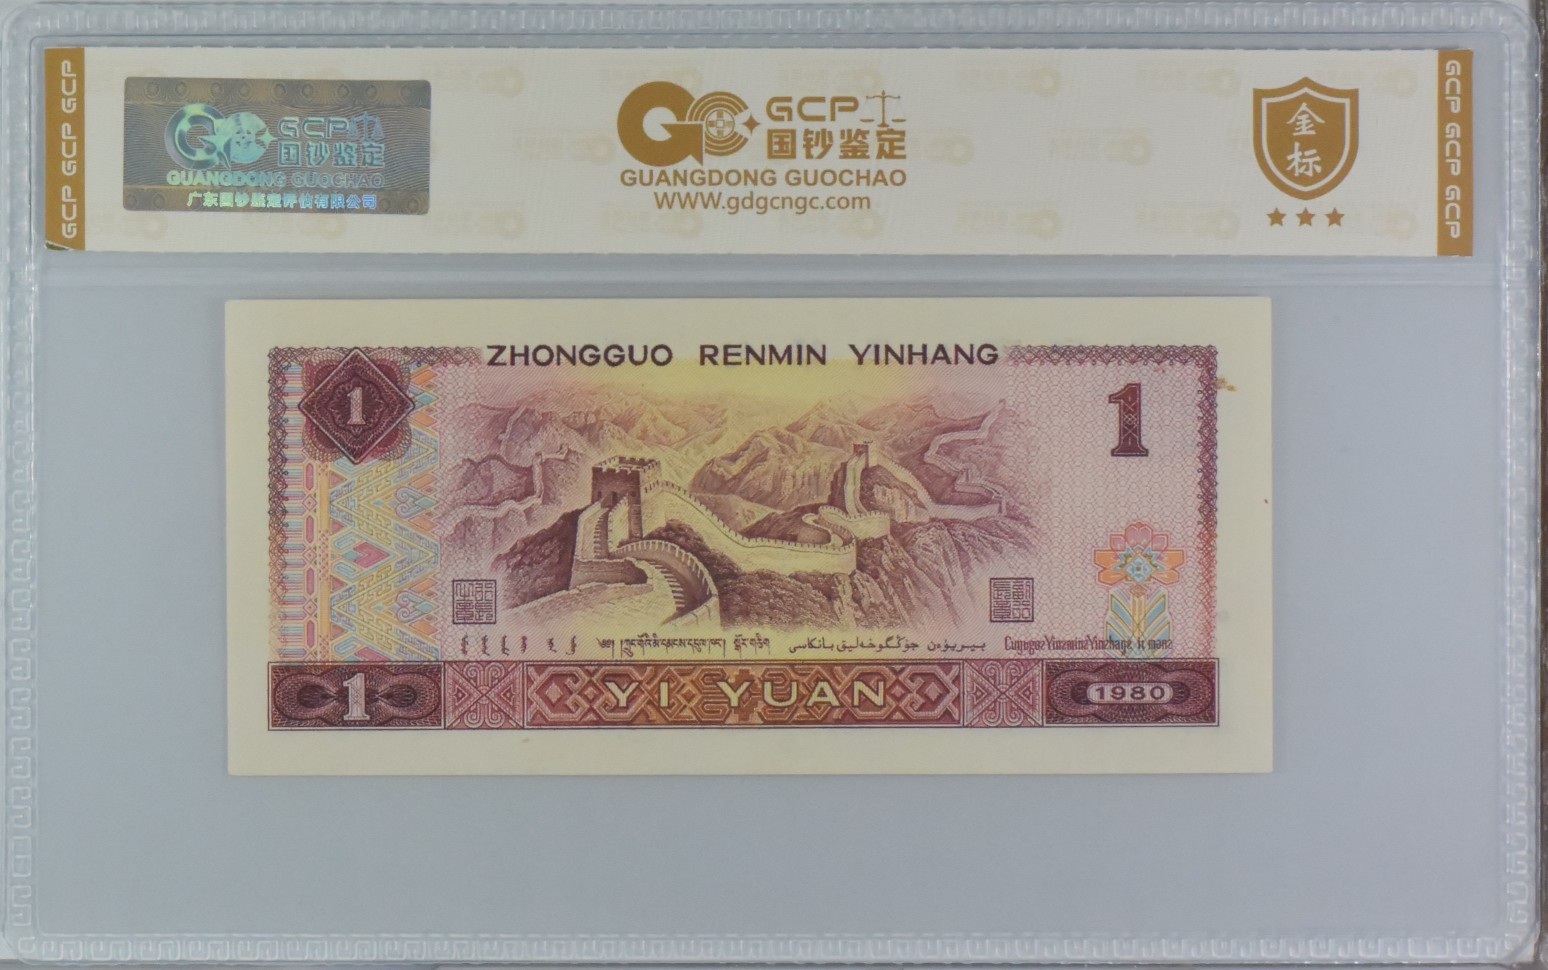 GCP GCP GCP
GCP
国钞鉴定
GUANGDONG GUOCHAO
广东国钞鉴定评估有限公司
GCP
国钞鉴定
GUANGDONG GUOCHAO
WWW.gdgcngc.com
金
标
GCP GCP GCP
ZHONGGUO RENMIN YINHANG
1
1
1
YI YUAN
1980